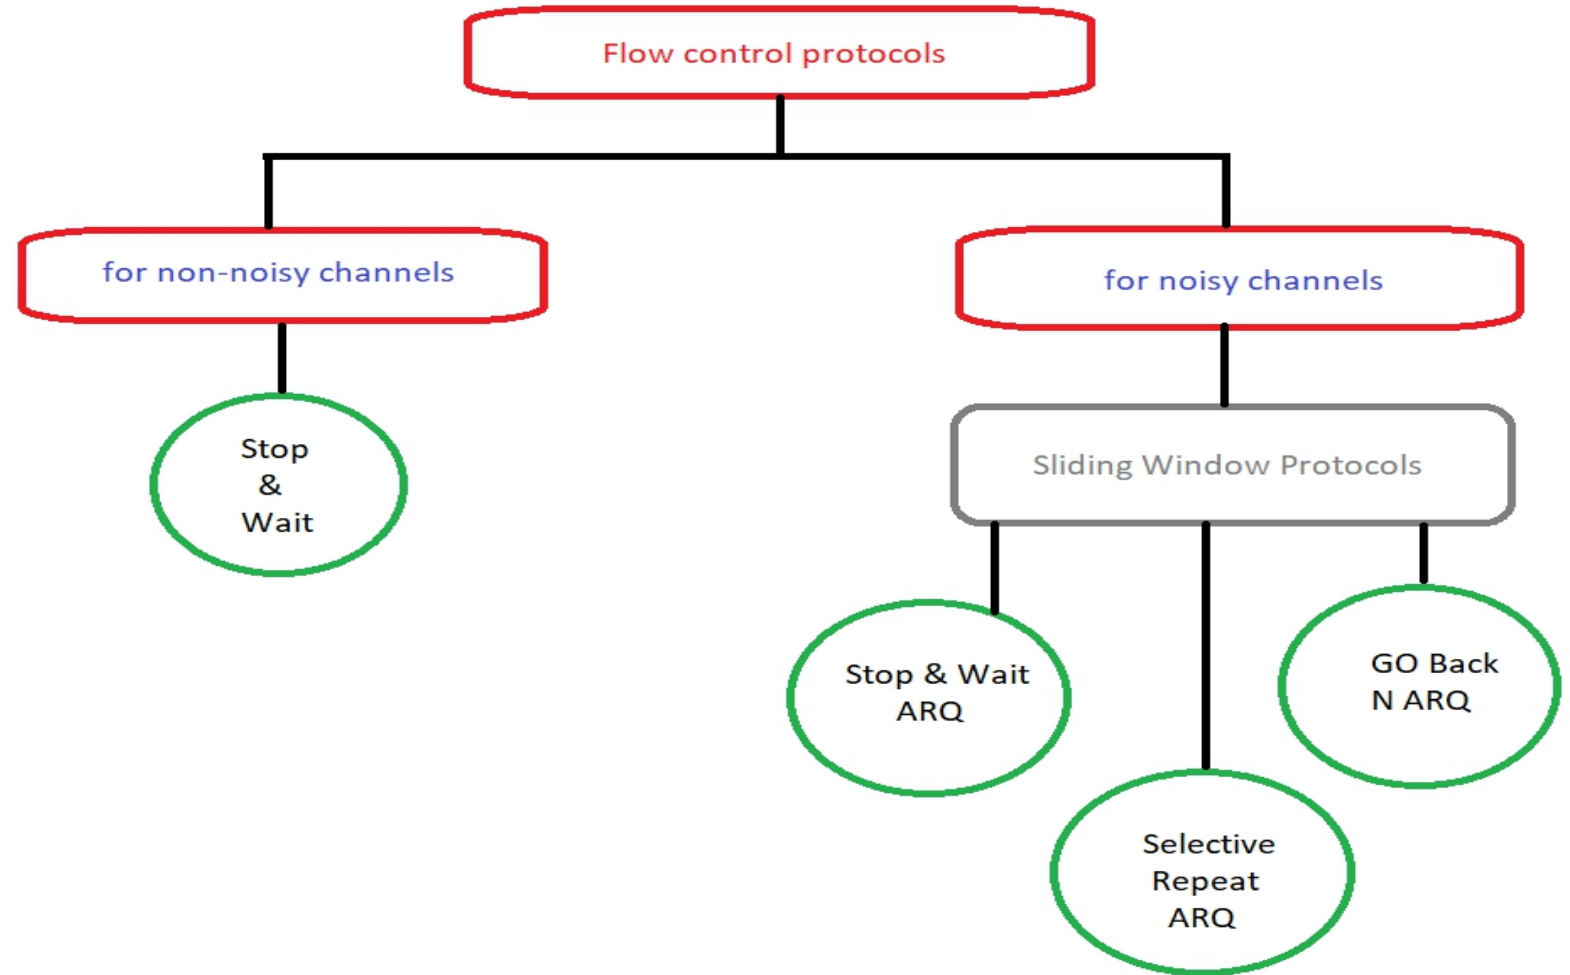 Flow control protocols
for non-noisy channels
for noisy channels
Stop
&
Wait
Sliding Window Protocols
Stop & Wait
ARQ
GO Back
N ARQ
Selective
Repeat
ARQ